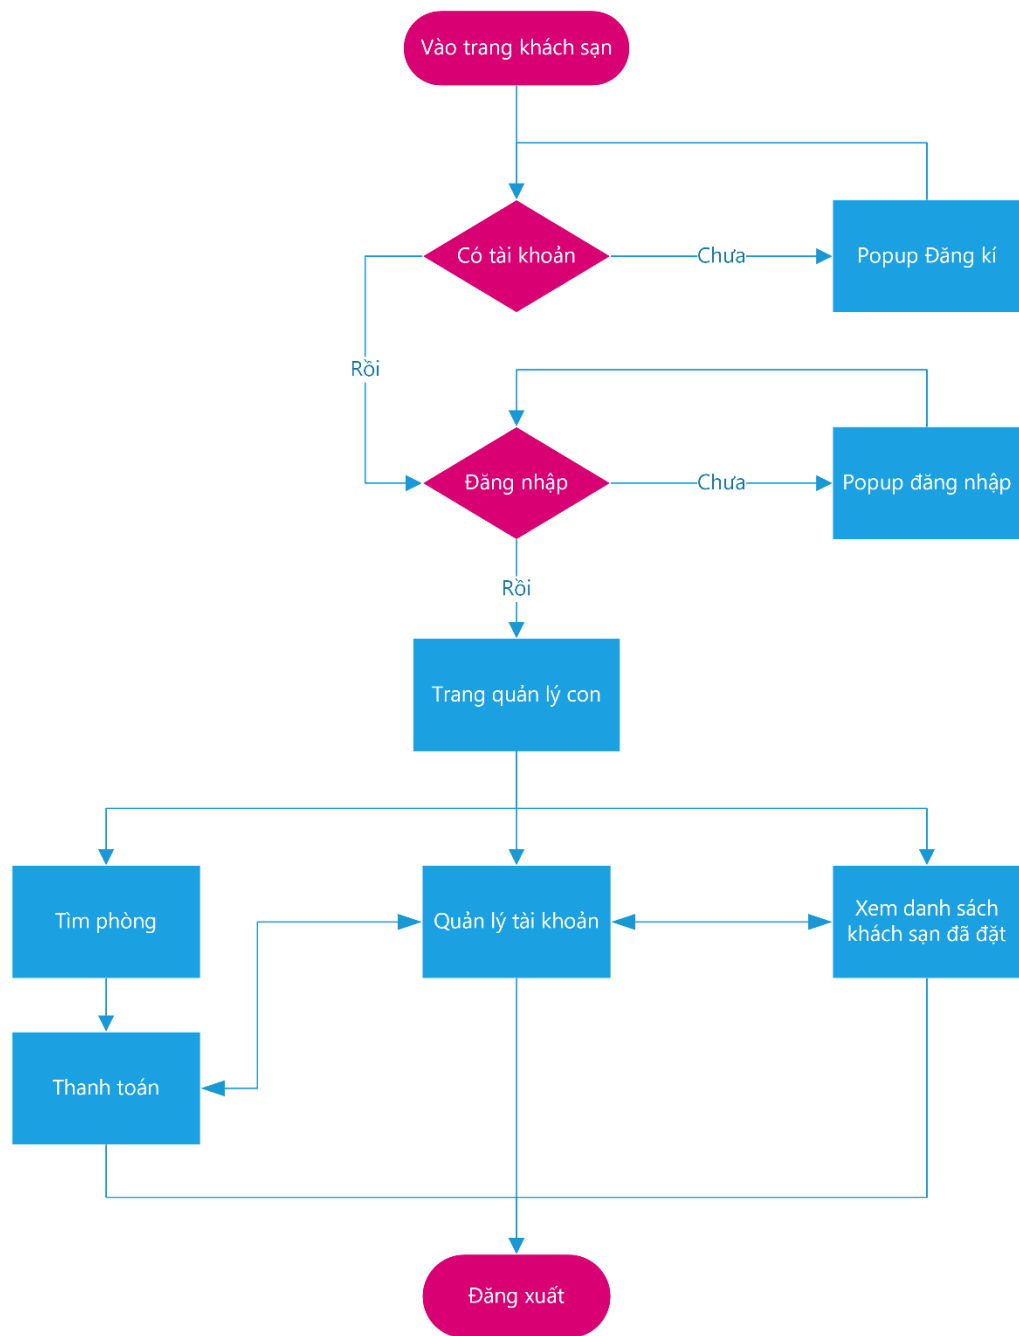 Vào trang khách sạn
Có tài khoản
Chưa
Popup Đăng kí
Rồi
Đăng nhập
Chưa
Popup đăng nhập
Rồi
Trang quản lý con
Tìm phòng
Quản lý tài khoản
Xem danh sách
khách sạn đã đặt
Thanh toán
Đăng xuất